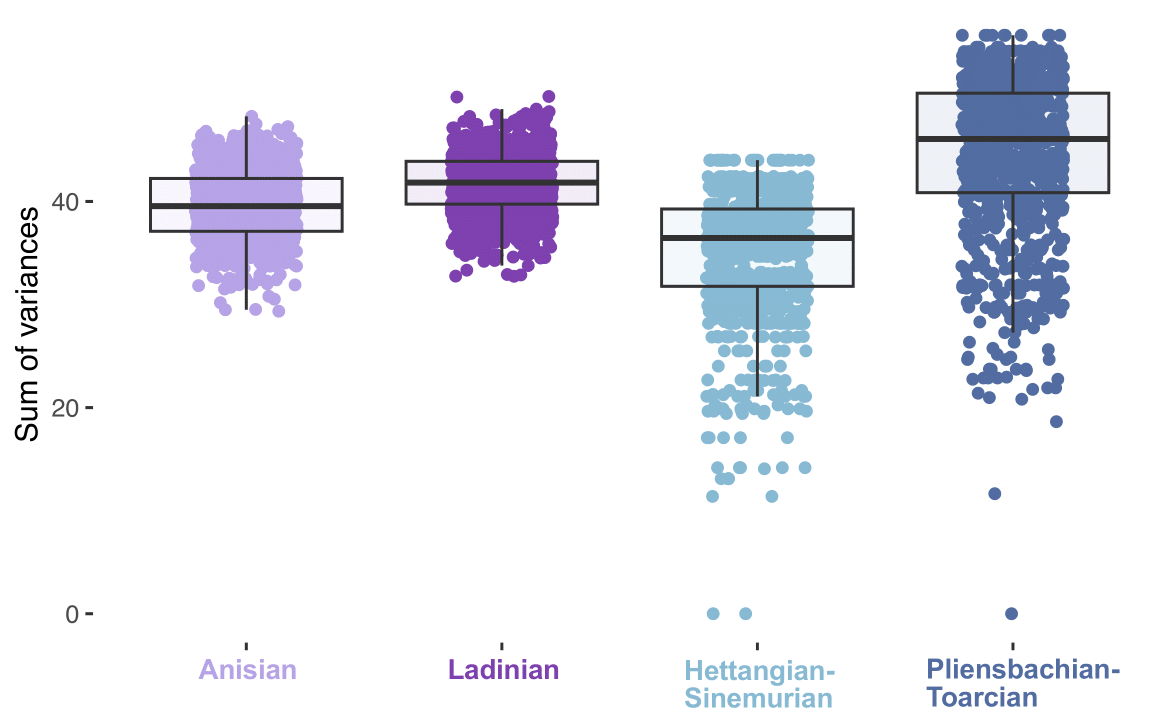 Sum of variances
40
20
0
Anisian
Ladinian
Hettangian-
Sinemurian
Pliensbachian-
Toarcian